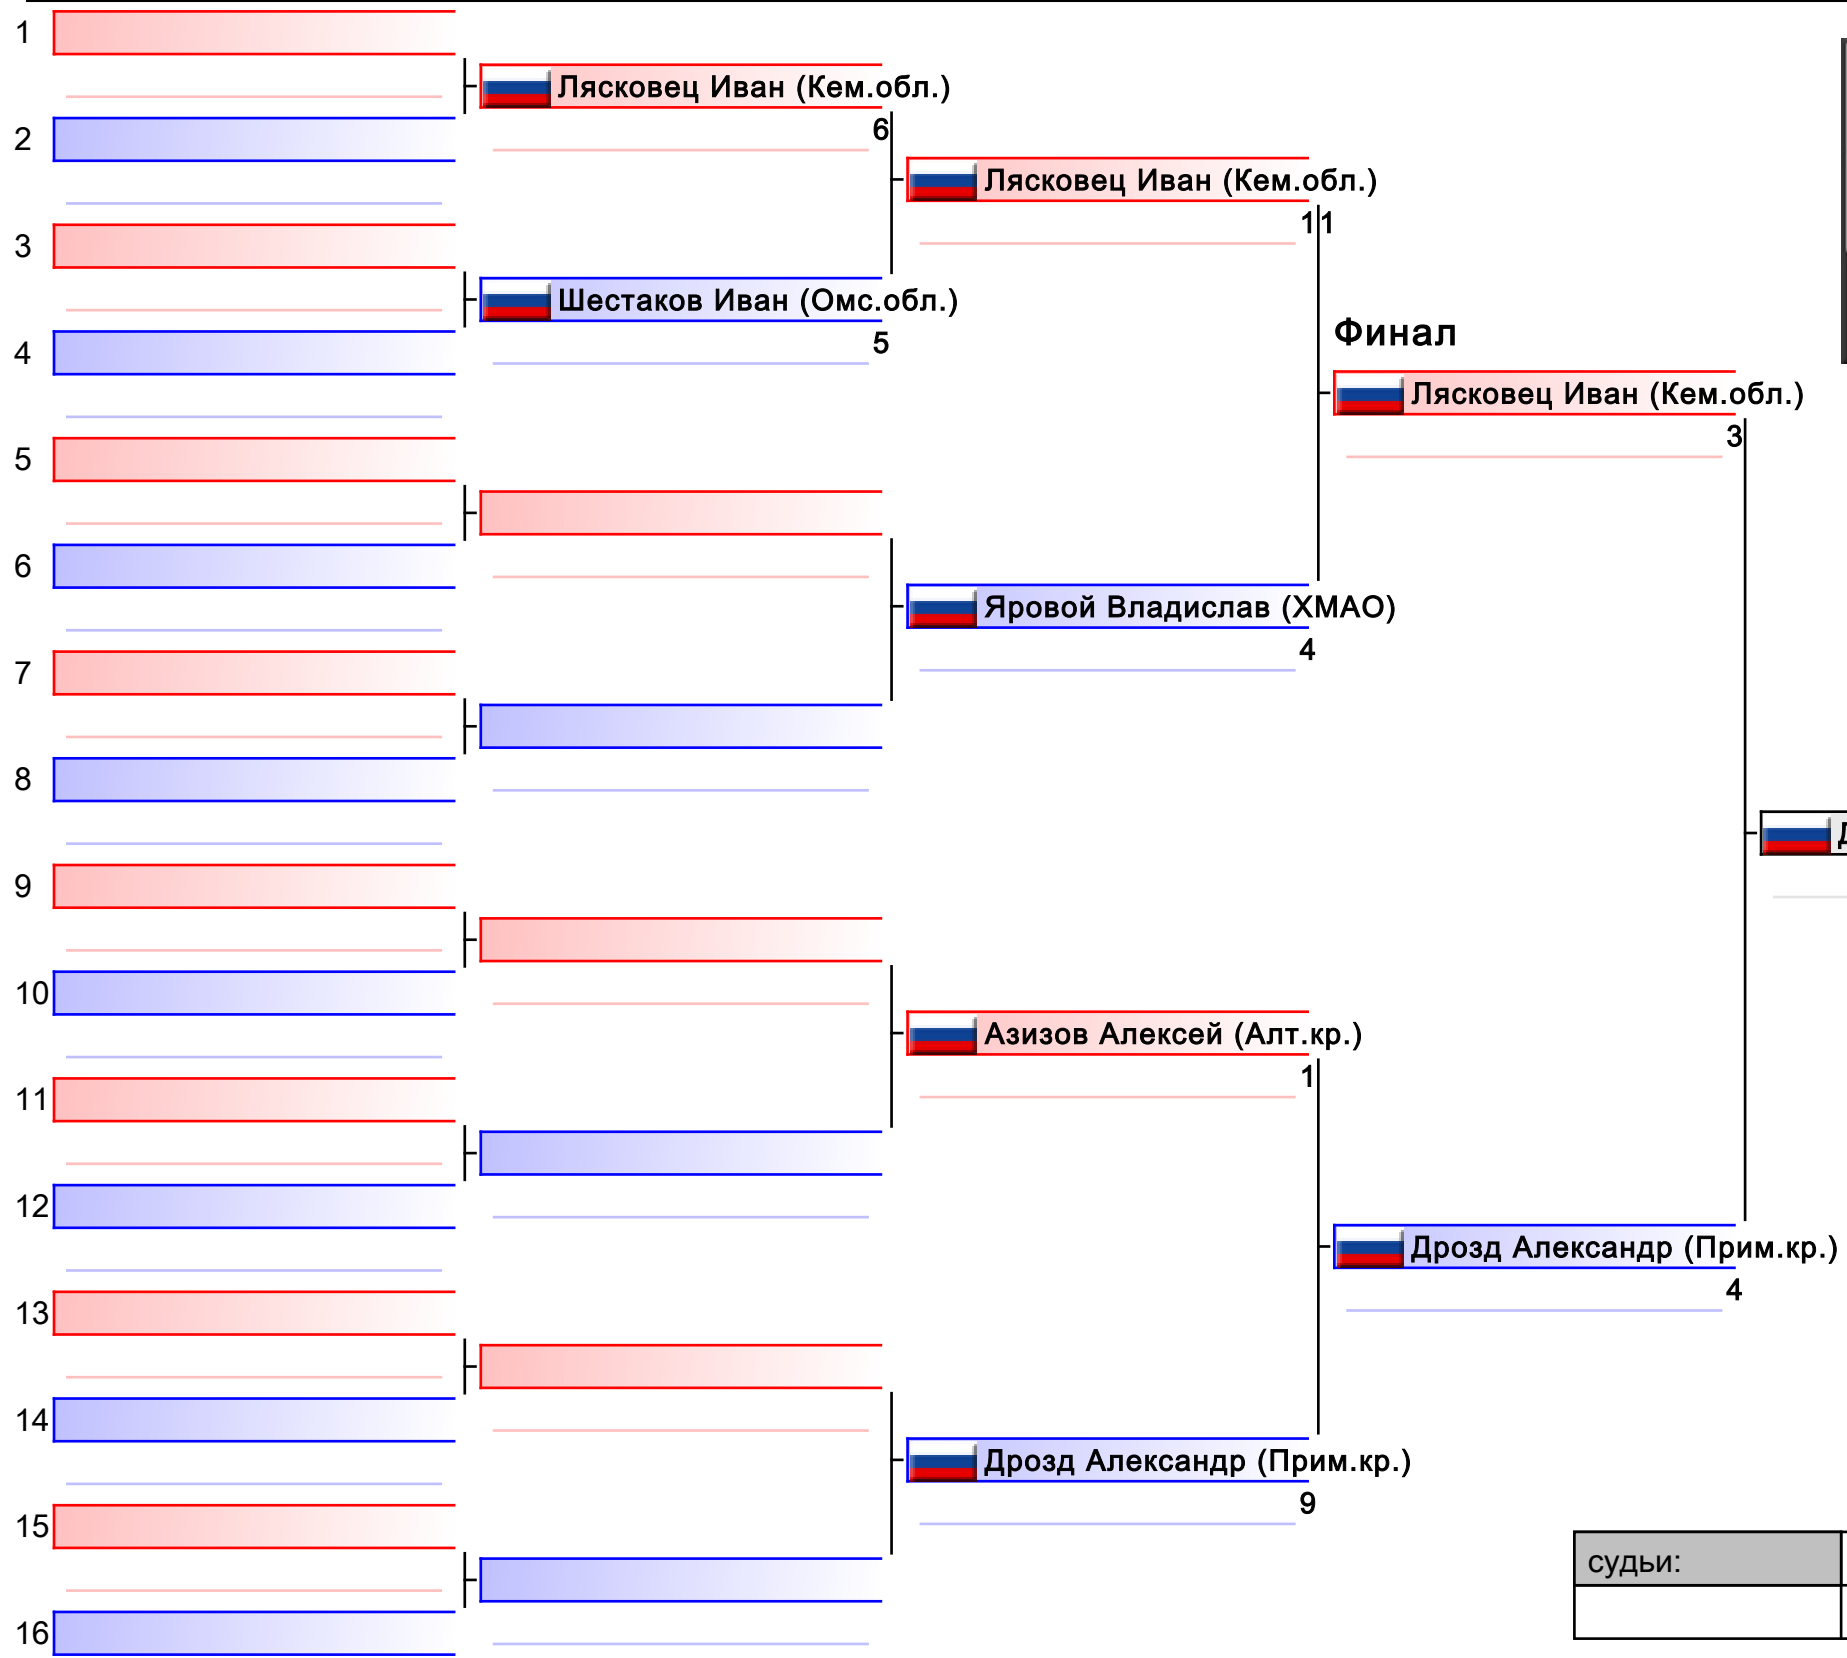 1
Лясковец Иван (Кем.обл.)
6
2
Лясковец Иван (Кем.обл.)
11
3
Шестаков Иван (Омс.обл.)
5
4
Финал
Лясковец Иван (Кем.обл.)
3
5
6
Яровой Владислав (ХМАО)
4
7
8
9
10
Азизов Алексей (Алт.кр.)
1
11
12
Дрозд Александр (Прим.кр.)
4
13
14
Дрозд Александр (Прим.кр.)
9
15
судьи:
16